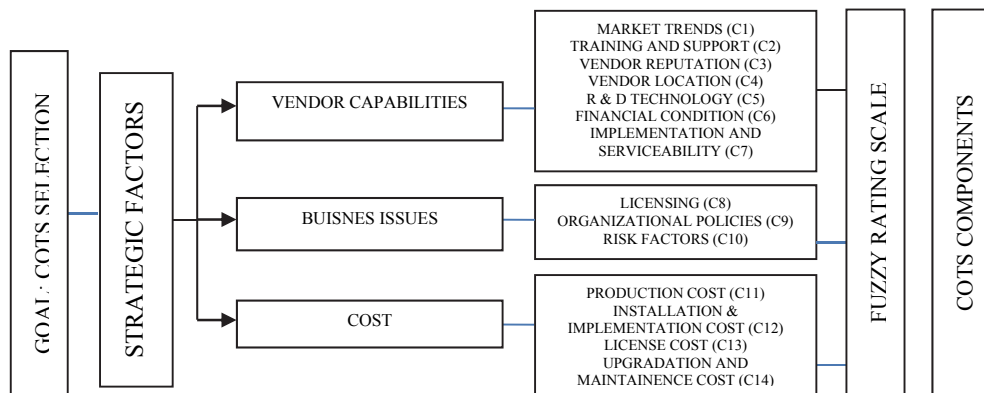 GOAL: COTS SELECTION
STRATEGIC FACTORS
VENDOR CAPABILITIES
MARKET TRENDS (C1)
TRAINING AND SUPPORT (C2)
VENDOR REPUTATION (C3)
VENDOR LOCATION (C4)
R & D TECHNOLOGY (C5)
FINANCIAL CONDITION (C6)
IMPLEMENTATION AND
SERVICEABILITY (C7)
BUISNES ISSUES
LICENSING (C8)
ORGANIZATIONAL POLICIES (C9)
RISK FACTORS (C10)
COST
PRODUCTION COST (C11)
INSTALLATION &
IMPLEMENTATION COST (C12)
LICENSE COST (C13)
UPGRADATION AND
MAINTAINENCE COST (C14)
FUZZY RATING SCALE
COTS COMPONENTS